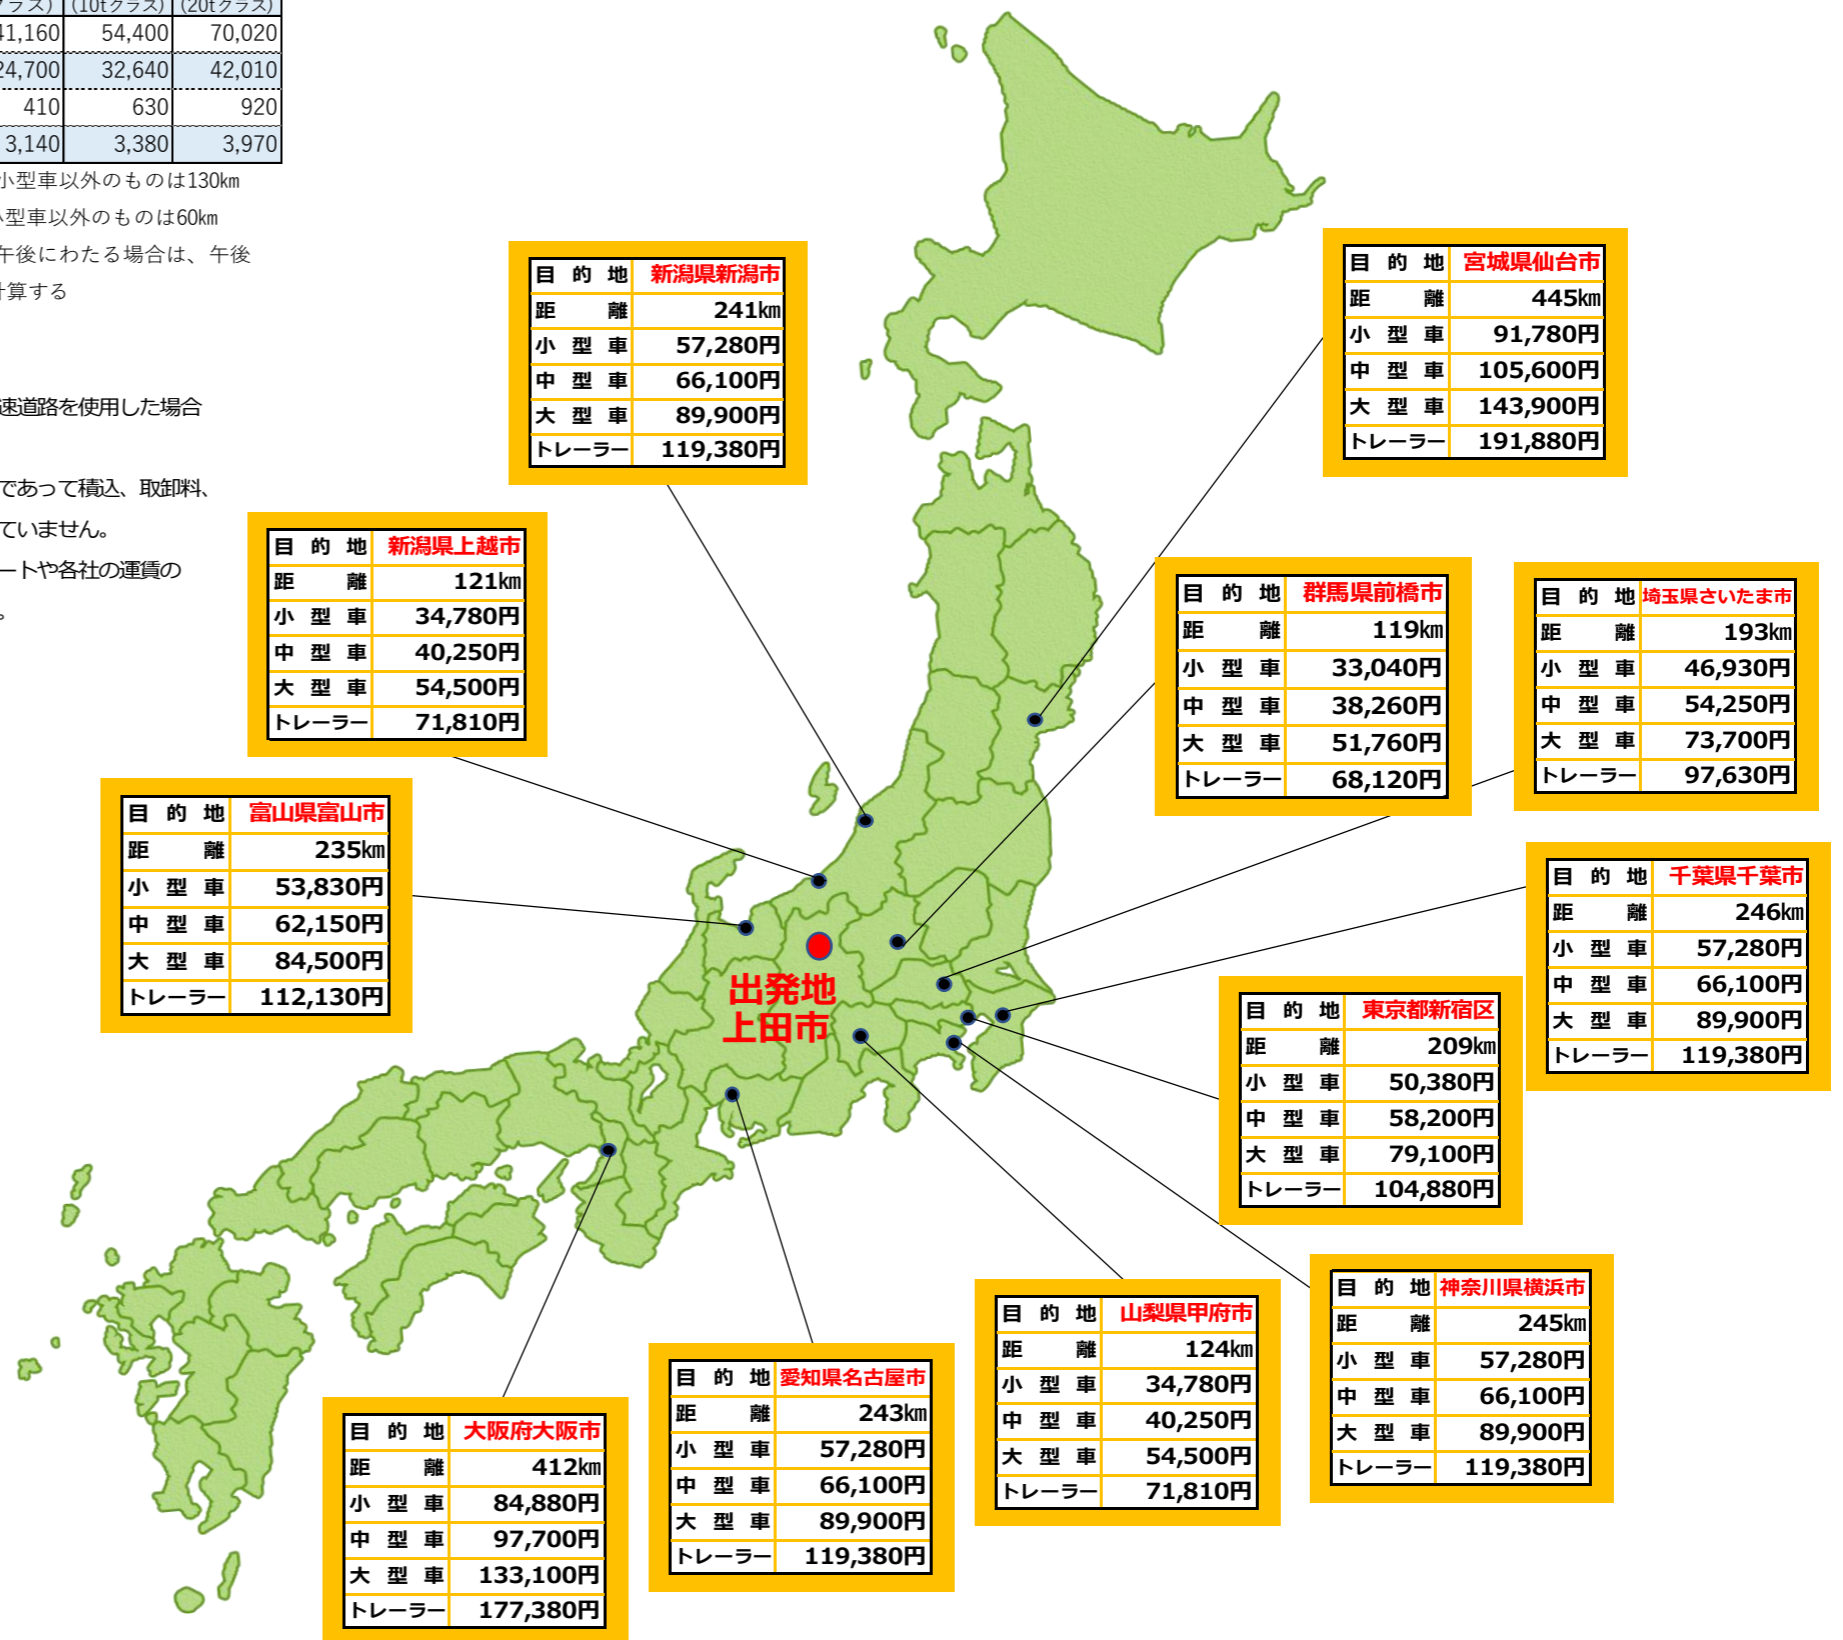 クラス) (10tクラス) (20tクラス)
41,160 54,400 70,020
24,700 32,640 42,010
410 630 920
3,140 3,380 3,970
小型車以外のものは130km
小型車以外のものは60km
午後にわたる場合は、午後
計算する
速道路を使用した場合
であって積込、取卸料、
ていません。
ートや各社の運賃の
。
目的地 新潟県新潟市
距離 241km
小型車 57,280円
中型車 66,100円
大型車 89,900円
トレーラー 119,380円
目的地 宮城県仙台市
距離 445km
小型車 91,780円
中型車 105,600円
大型車 143,900円
トレーラー 191,880円
目的地 新潟県上越市
距離 121km
小型車 34,780円
中型車 40,250円
大型車 54,500円
トレーラー 71,810円
目的地 群馬県前橋市
距離 119km
小型車 33,040円
中型車 38,260円
大型車 51,760円
トレーラー 68,120円
目的地 埼玉県さいたま市
距離 193km
小型車 46,930円
中型車 54,250円
大型車 73,700円
トレーラー 97,630円
目的地 富山県富山市
距離 235km
小型車 53,830円
中型車 62,150円
大型車 84,500円
トレーラー 112,130円
目的地 千葉県千葉市
距離 246km
小型車 57,280円
中型車 66,100円
大型車 89,900円
トレーラー 119,380円
出発地
上田市
目的地 東京都新宿区
距離 209km
小型車 50,380円
中型車 58,200円
大型車 79,100円
トレーラー 104,880円
目的地 神奈川県横浜市
距離 245km
小型車 57,280円
中型車 66,100円
大型車 89,900円
トレーラー 119,380円
目的地 山梨県甲府市
距離 124km
小型車 34,780円
中型車 40,250円
大型車 54,500円
トレーラー 71,810円
目的地 愛知県名古屋市
距離 243km
小型車 57,280円
中型車 66,100円
大型車 89,900円
トレーラー 119,380円
目的地 大阪府大阪市
距離 412km
小型車 84,880円
中型車 97,700円
大型車 133,100円
トレーラー 177,380円